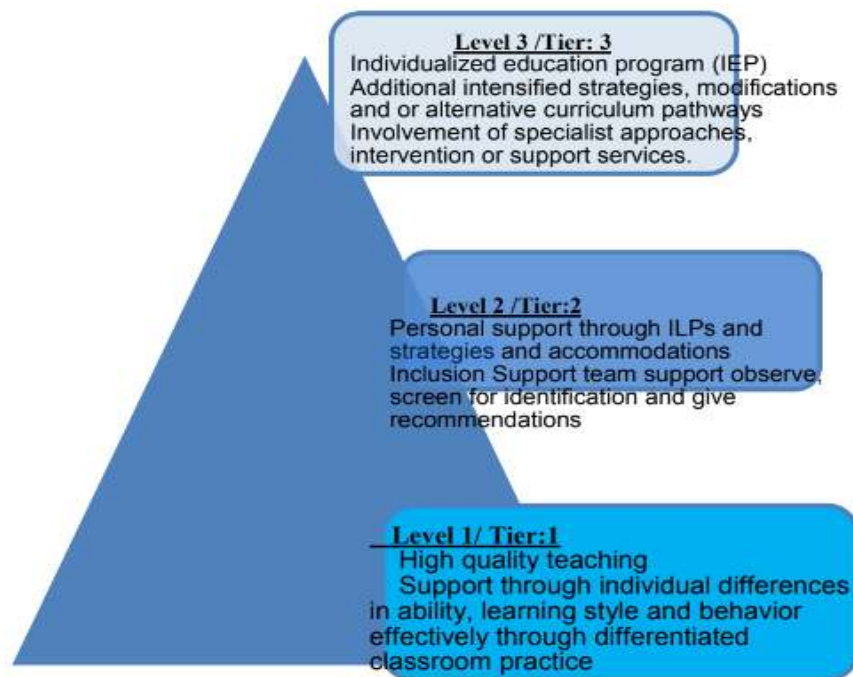 Level 3 /Tier: 3
Individualized education program (IEP)
Additional intensified strategies, modifications
and or alternative curriculum pathways
Involvement of specialist approaches,
intervention or support services.
Level 2 /Tier:2
Personal support through ILPs and
strategies and accommodations
Inclusion Support team support observe,
screen for identification and give
recommendations
Level 1/ Tier:1
High quality teaching
Support through individual differences
in ability, learning style and behavior
effectively through differentiated
classroom practice